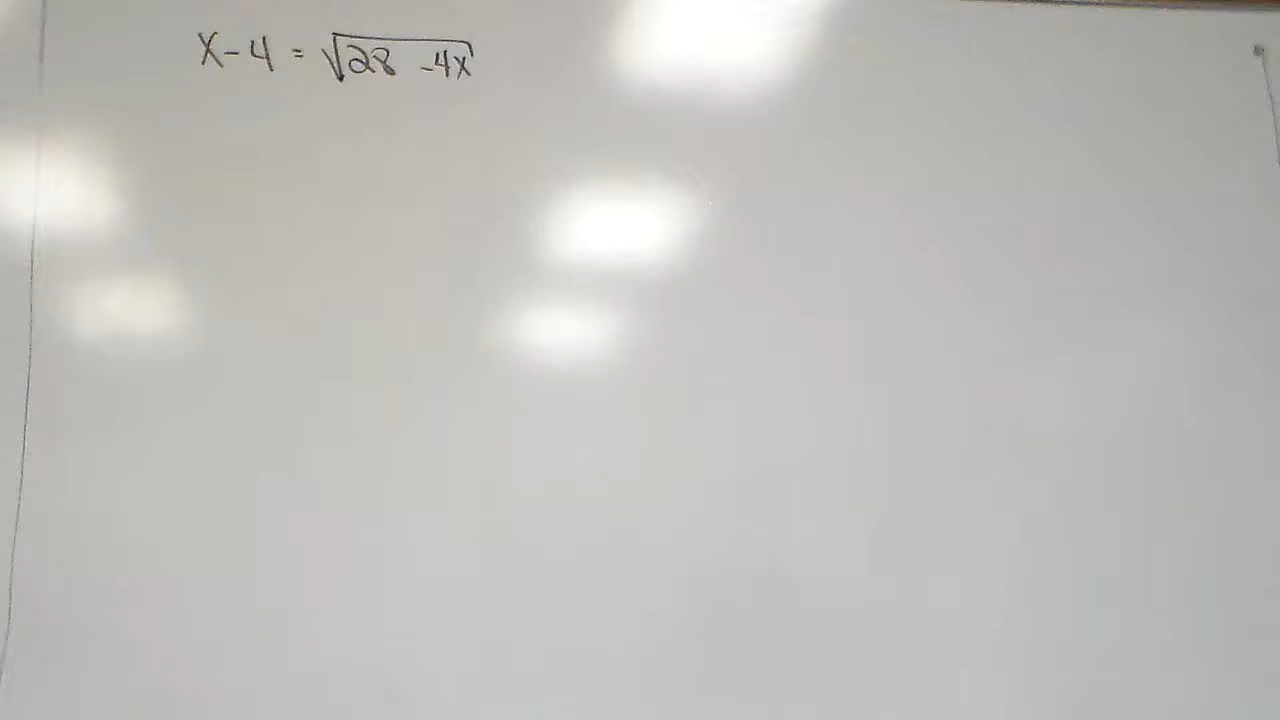 x - 4 = √28 - 4x